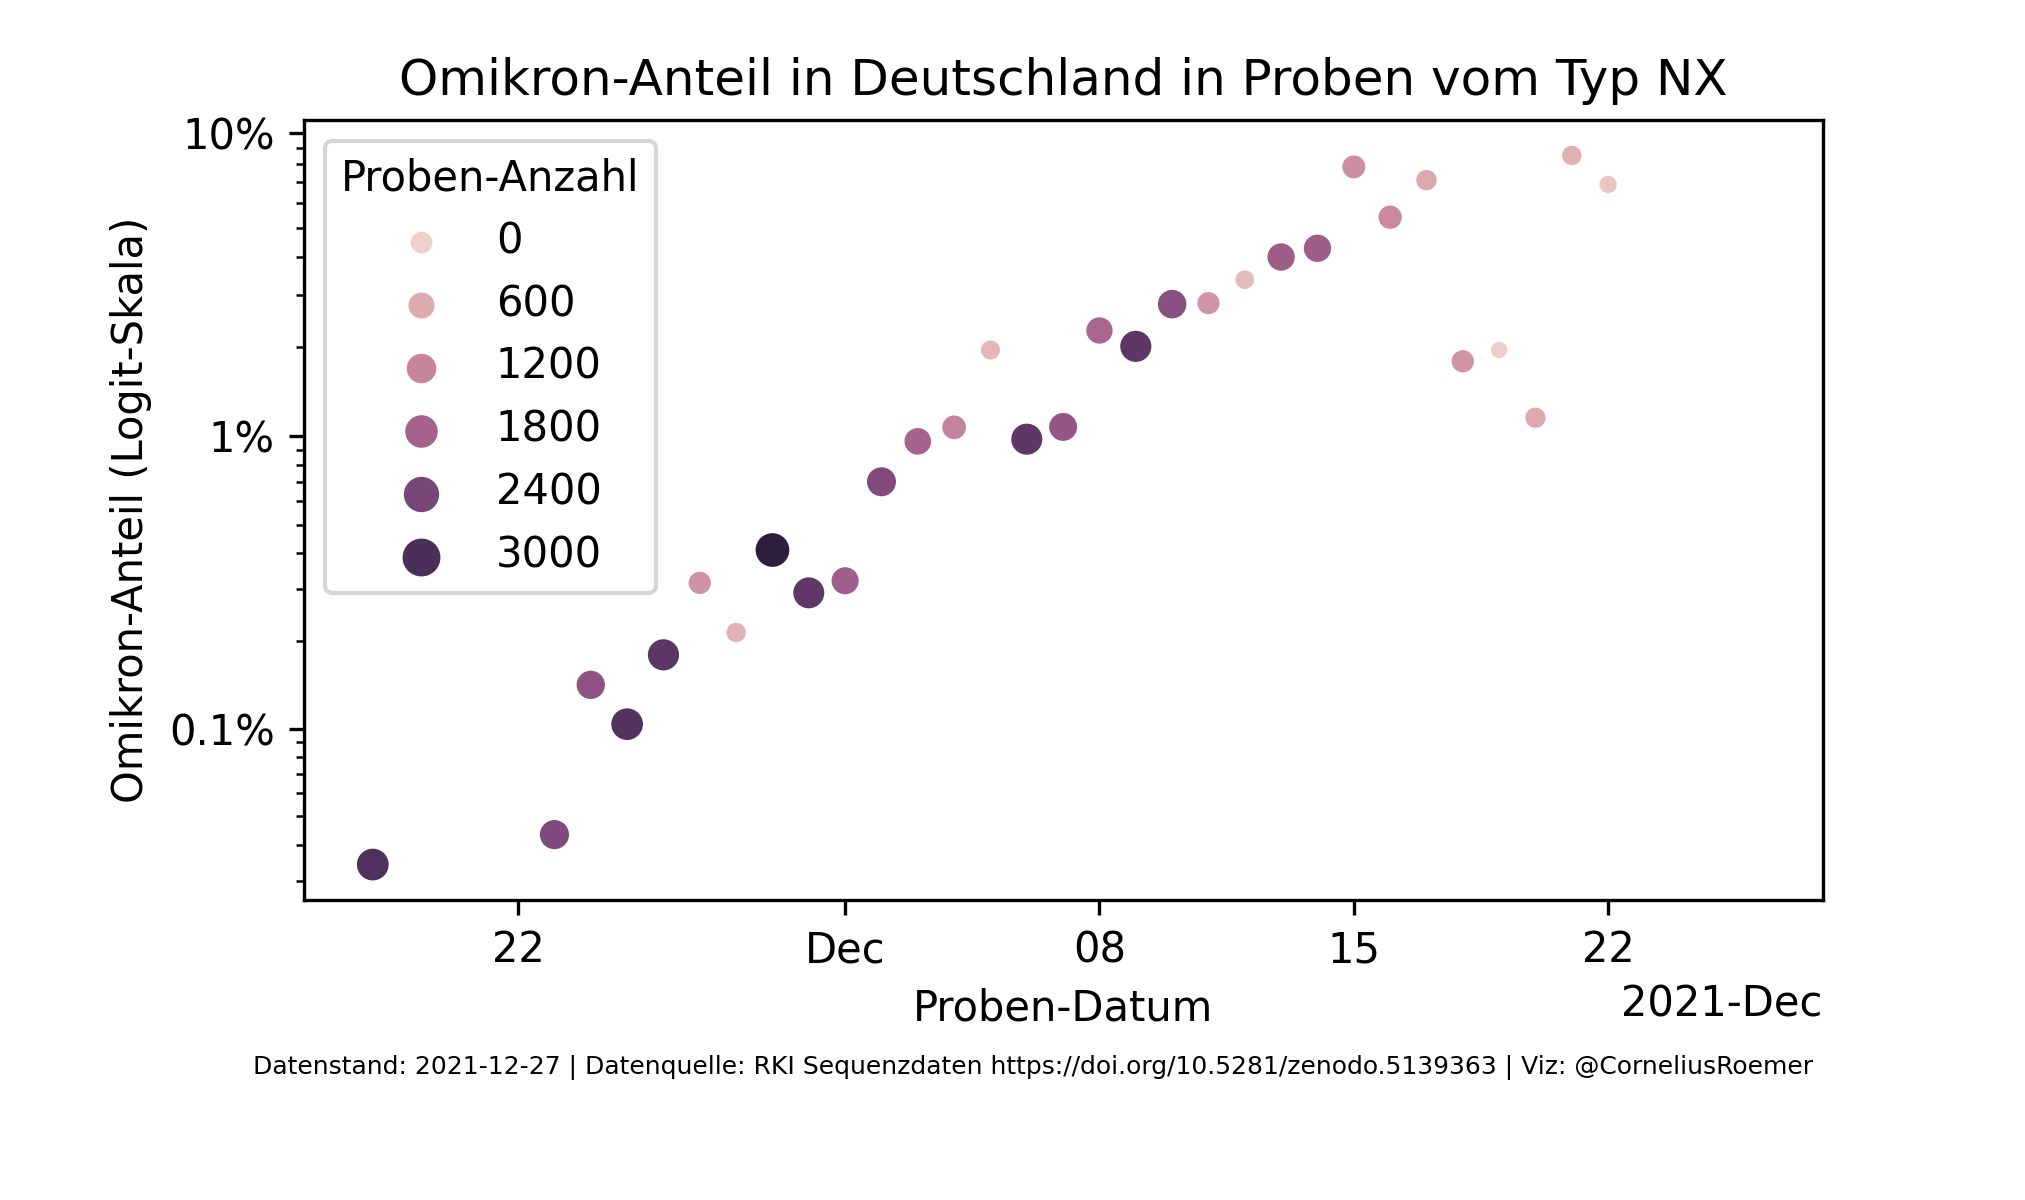 Omikron-Anteil in Deutschland in Proben vom Typ NX
Omikron-Anteil (Logit-Skala)
10%
1%
0.1%
Proben-Anzahl
0
600
1200
1800
2400
3000
22
Dec
08
15
22
Proben-Datum
2021-Dec
Datenstand: 2021-12-27 | Datenquelle: RKI Sequenzdaten https://doi.org/10.5281/zenodo.5139363 | Viz: @CorneliusRoemer